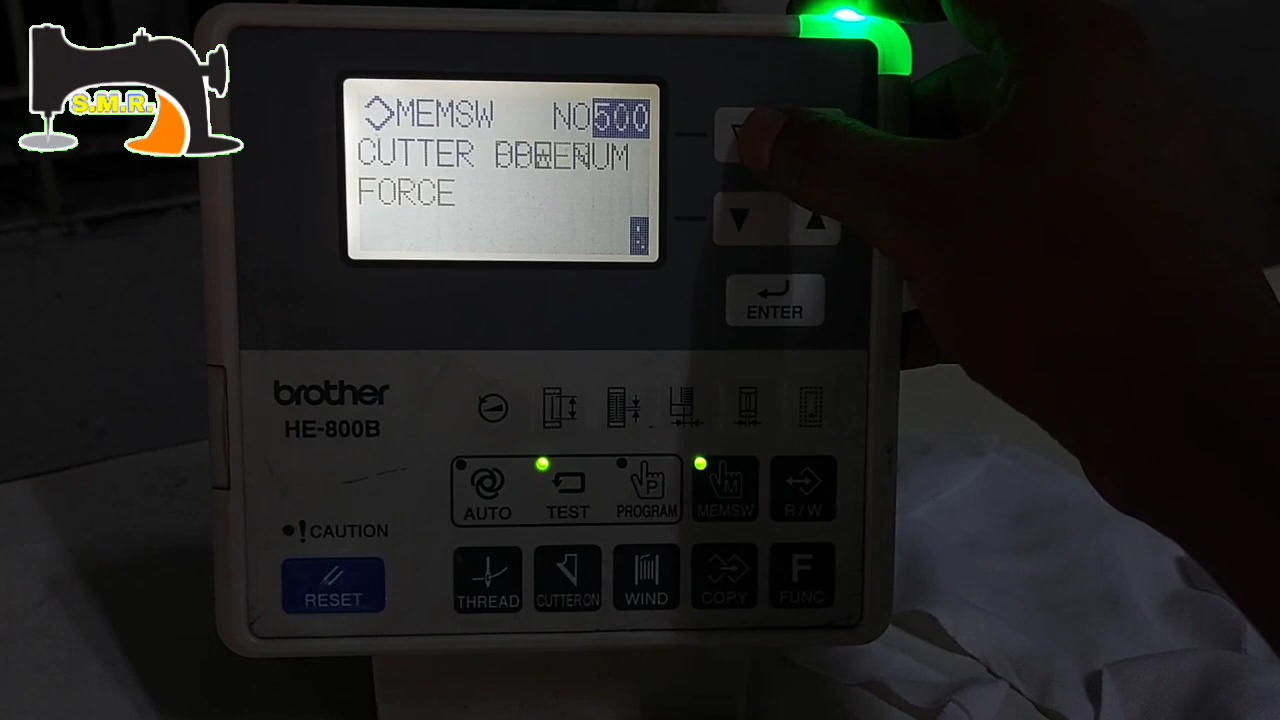 S.M.R.
MEMSW NO500
CUTTER
FORCE
ENTER
brother
HE-800B
AUTO TEST P PROGRAM M MEMSW R/W
!CAUTION
RESET THREAD CUTTER ON WIND COPY F FUNC